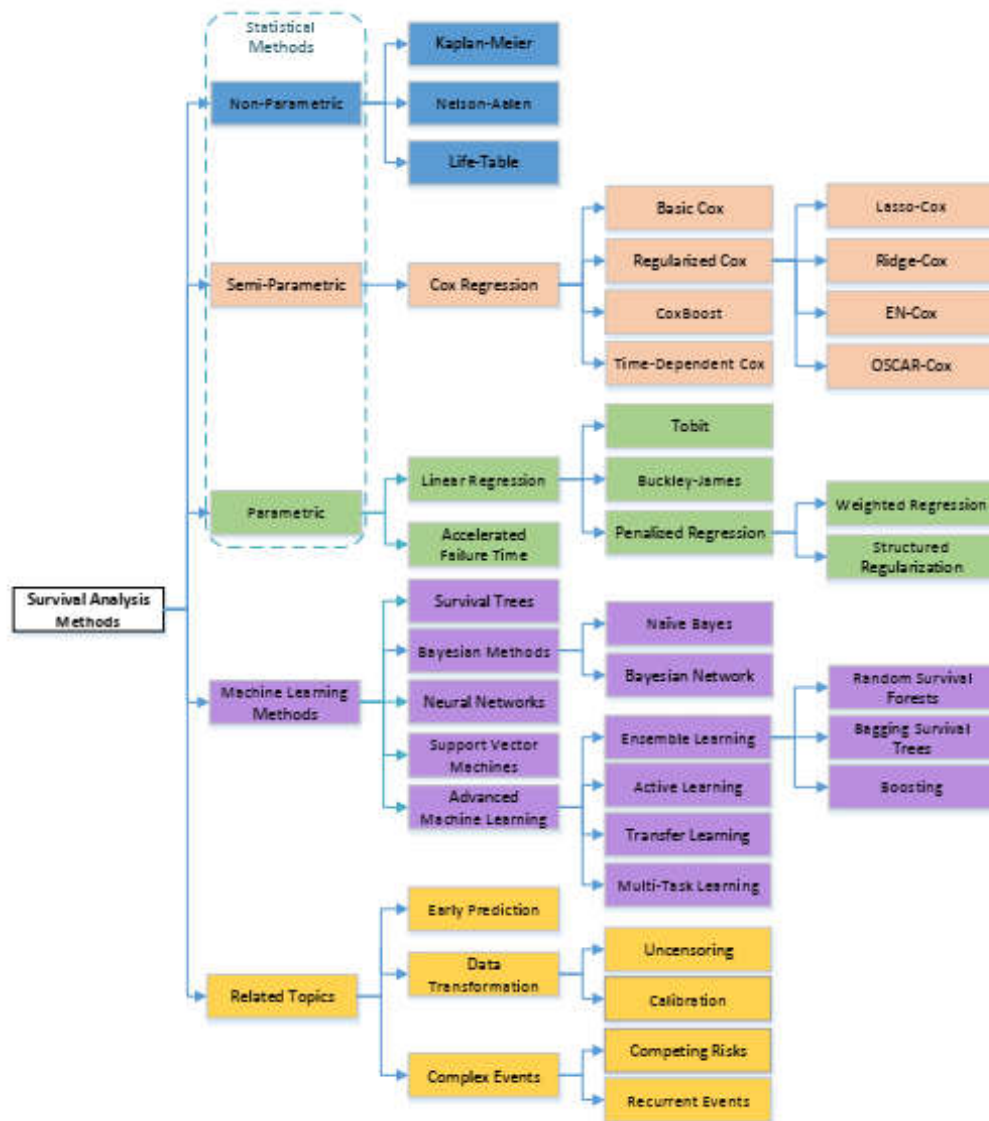 Statistical
Methods
Kaplan-Meier
Non-Parametric
Nelson-Aalen
Life-Table
Basic Cox
Lasso-Cox
Regularized Cox
Ridge-Cox
Semi-Parametric
Cox Regression
CoxBoost
EN-Cox
Time-Dependent Cox
OSCAR-Cox
Tobit
Linear Regression
Buckley-James
Parametric
Weighted Regression
Penalized Regression
Accelerated
Failure Time
Structured
Regularization
Survival Analysis
Methods
Survival Trees
Naïve Bayes
Bayesian Methods
Bayesian Network
Machine Learning
Methods
Neural Networks
Random Survival
Forests
Ensemble Learning
Bagging Survival
Trees
Support Vector
Machines
Active Learning
Boosting
Advanced
Machine Learning
Transfer Learning
Multi-Task Learning
Early Prediction
Uncensoring
Data
Transformation
Related Topics
Calibration
Competing Risks
Complex Events
Recurrent Events